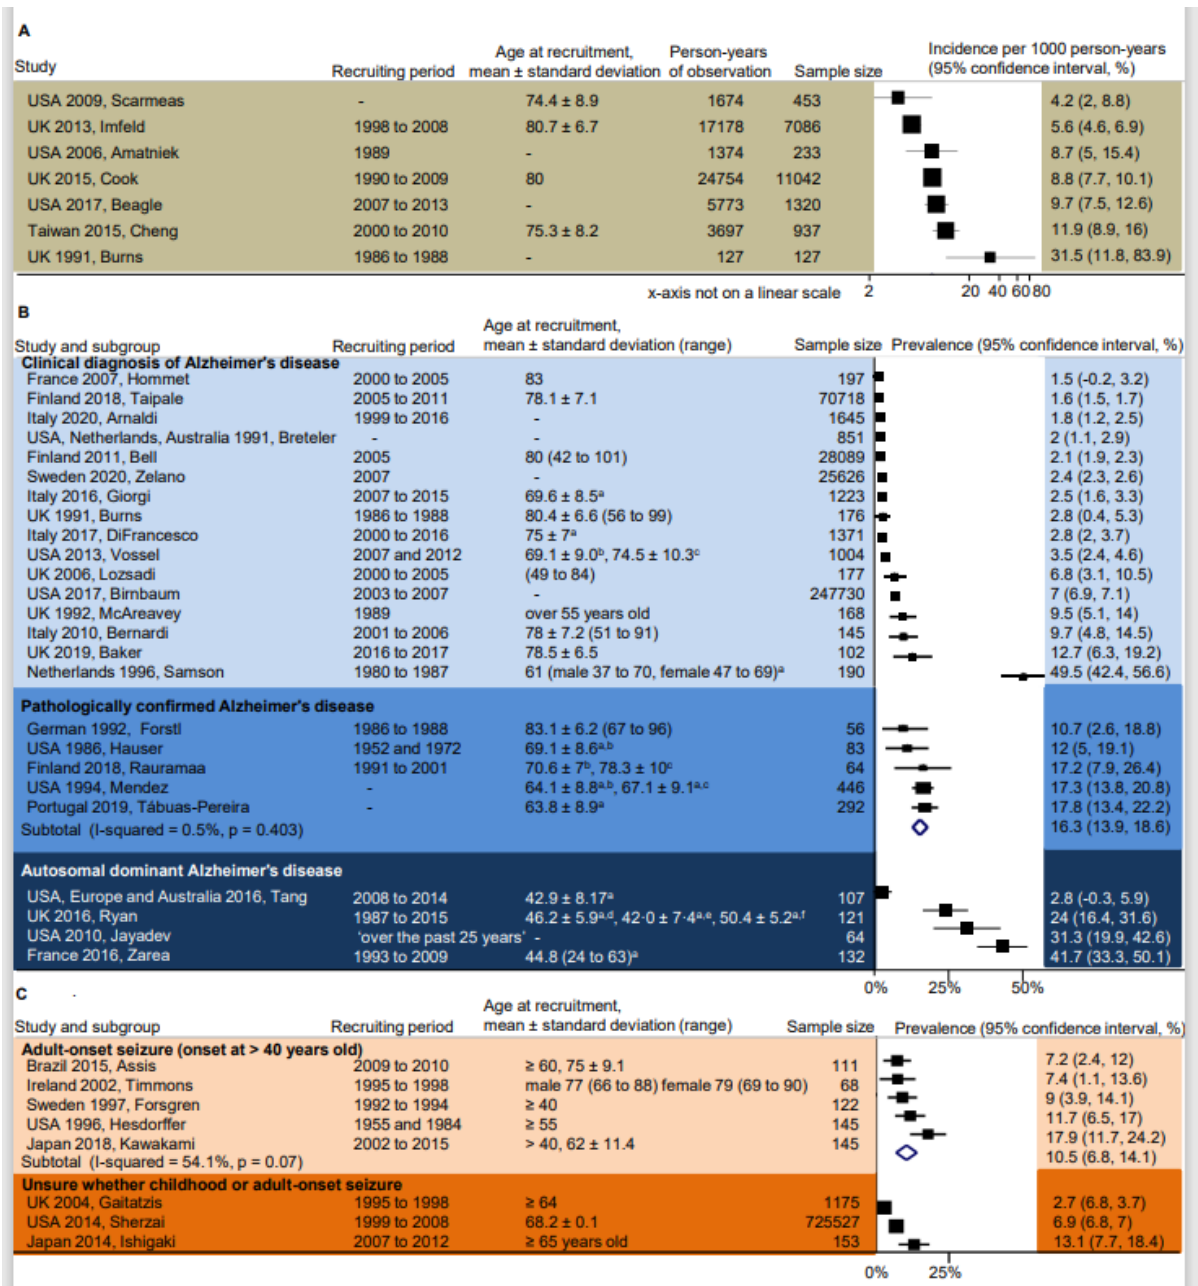 A
Study Recruiting period Age at recruitment, mean ± standard deviation Person-years of observation Sample size Incidence per 1000 person-years (95% confidence interval, %)
USA 2009, Scarmeas - 74.4 ± 8.9 1674 453 4.2 (2, 8.8)
UK 2013, Imfeld 1998 to 2008 80.7 ± 6.7 17178 7086 5.6 (4.6, 6.9)
USA 2006, Amatniek 1989 - 1374 233 8.7 (5, 15.4)
UK 2015, Cook 1990 to 2009 80 24754 11042 8.8 (7.7, 10.1)
USA 2017, Beagle 2007 to 2013 - 5773 1320 9.7 (7.5, 12.6)
Taiwan 2015, Cheng 2000 to 2010 75.3 ± 8.2 3697 937 11.9 (8.9, 16)
UK 1991, Burns 1986 to 1988 - 127 127 31.5 (11.8, 83.9)
x-axis not on a linear scale 2 20 40 60 80
B
Study and subgroup Recruiting period Age at recruitment, mean ± standard deviation (range) Sample size Prevalence (95% confidence interval, %)
Clinical diagnosis of Alzheimer's disease
France 2007, Hommet 2000 to 2005 83 197 1.5 (-0.2, 3.2)
Finland 2018, Taipale 2005 to 2011 78.1 ± 7.1 70718 1.6 (1.5, 1.7)
Italy 2020, Arnaldi 1999 to 2016 - 1645 1.8 (1.2, 2.5)
USA, Netherlands, Australia 1991, Breteler - - 851 2 (1.1, 2.9)
Finland 2011, Bell 2005 80 (42 to 101) 28089 2.1 (1.9, 2.3)
Sweden 2020, Zelano 2007 - 25626 2.4 (2.3, 2.6)
Italy 2016, Giorgi 2007 to 2015 69.6 ± 8.5ᵃ 1223 2.5 (1.6, 3.3)
UK 1991, Burns 1986 to 1988 80.4 ± 6.6 (56 to 99) 176 2.8 (0.4, 5.3)
Italy 2017, DiFrancesco 2000 to 2016 75 ± 7ᵃ 1371 2.8 (2, 3.7)
USA 2013, Vossel 2007 and 2012 69.1 ± 9.0ᵇ, 74.5 ± 10.3ᶜ 1004 3.5 (2.4, 4.6)
UK 2006, Lozsadi 2000 to 2005 (49 to 84) 177 6.8 (3.1, 10.5)
USA 2017, Birnbaum 2003 to 2007 - 247730 7 (6.9, 7.1)
UK 1992, McAreavey 1989 over 55 years old 168 9.5 (5.1, 14)
Italy 2010, Bernardi 2001 to 2006 78 ± 7.2 (51 to 91) 145 9.7 (4.8, 14.5)
UK 2019, Baker 2016 to 2017 78.5 ± 6.5 102 12.7 (6.3, 19.2)
Netherlands 1996, Samson 1980 to 1987 61 (male 37 to 70, female 47 to 69)ᵃ 190 49.5 (42.4, 56.6)
Pathologically confirmed Alzheimer's disease
German 1992, Forstl 1986 to 1988 83.1 ± 6.2 (67 to 96) 56 10.7 (2.6, 18.8)
USA 1986, Hauser 1952 and 1972 69.1 ± 8.6ᵃ·ᵇ 83 12 (5, 19.1)
Finland 2018, Rauramaa 1991 to 2001 70.6 ± 7ᵇ, 78.3 ± 10ᶜ 64 17.2 (7.9, 26.4)
USA 1994, Mendez - 64.1 ± 8.8ᵃ·ᵇ, 67.1 ± 9.1ᵃ·ᶜ 446 17.3 (13.8, 20.8)
Portugal 2019, Tábuas-Pereira - 63.8 ± 8.9ᵃ 292 17.8 (13.4, 22.2)
Subtotal (I-squared = 0.5%, p = 0.403) 16.3 (13.9, 18.6)
Autosomal dominant Alzheimer's disease
USA, Europe and Australia 2016, Tang 2008 to 2014 42.9 ± 8.17ᵃ 107 2.8 (-0.3, 5.9)
UK 2016, Ryan 1987 to 2015 46.2 ± 5.9ᵃ·ᵈ, 42·0 ± 7·4ᵃ·ᵉ, 50.4 ± 5.2ᵃ·ᶠ 121 24 (16.4, 31.6)
USA 2010, Jayadev 'over the past 25 years' - 64 31.3 (19.9, 42.6)
France 2016, Zarea 1993 to 2009 44.8 (24 to 63)ᵃ 132 41.7 (33.3, 50.1)
0% 25% 50%
C
Study and subgroup Recruiting period Age at recruitment, mean ± standard deviation (range) Sample size Prevalence (95% confidence interval, %)
Adult-onset seizure (onset at > 40 years old)
Brazil 2015, Assis 2009 to 2010 ≥ 60, 75 ± 9.1 111 7.2 (2.4, 12)
Ireland 2002, Timmons 1995 to 1998 male 77 (66 to 88) female 79 (69 to 90) 68 7.4 (1.1, 13.6)
Sweden 1997, Forsgren 1992 to 1994 ≥ 40 122 9 (3.9, 14.1)
USA 1996, Hesdorffer 1955 and 1984 ≥ 55 145 11.7 (6.5, 17)
Japan 2018, Kawakami 2002 to 2015 > 40, 62 ± 11.4 145 17.9 (11.7, 24.2)
Subtotal (I-squared = 54.1%, p = 0.07) 10.5 (6.8, 14.1)
Unsure whether childhood or adult-onset seizure
UK 2004, Gaitatzis 1995 to 1998 ≥ 64 1175 2.7 (6.8, 3.7)
USA 2014, Sherzai 1999 to 2008 68.2 ± 0.1 725527 6.9 (6.8, 7)
Japan 2014, Ishigaki 2007 to 2012 ≥ 65 years old 153 13.1 (7.7, 18.4)
0% 25%